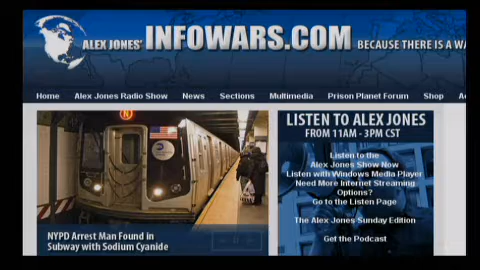 ALEX JONES' INFOWARS.COM BECAUSE THERE IS A WA
Home Alex Jones Radio Show News Sections Multimedia Prison Planet Forum Shop
N
LISTEN TO ALEX JONES
FROM 11AM - 3PM CST
Listen to the
Alex Jones Show Now
Listen with Windows Media Player
Need More Internet Streaming
Options?
Go to the Listen Page
The Alex Jones Sunday Edition
Get the Podcast
NYPD Arrest Man Found in
Subway with Sodium Cyanide